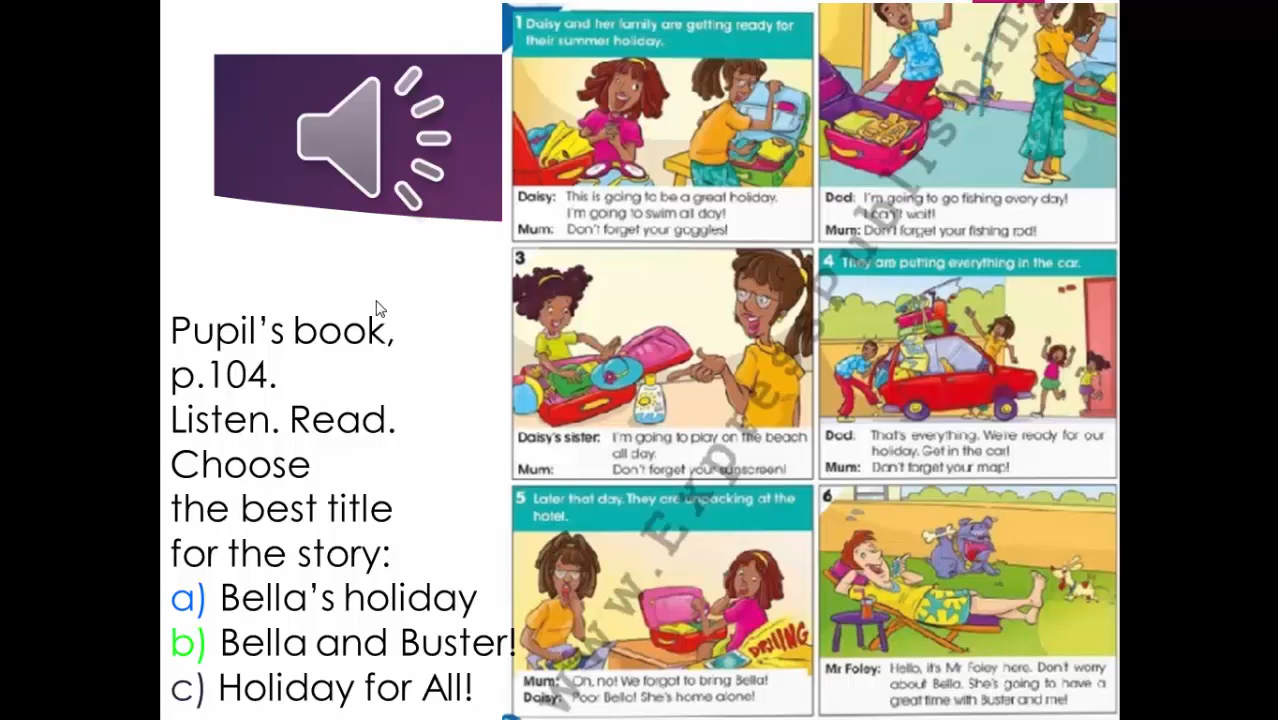 Pupil's book,
p.104.
Listen. Read.
Choose
the best title
for the story:
a) Bella's holiday
b) Bella and Buster!
c) Holiday for All!
1 Daisy and her family are getting ready for
their summer holiday.
Daisy: This is going to be a great holiday.
I'm going to swim all day!
Mum: Don't forget your goggles!
Dad: I'm going to go fishing every day!
I can't wait!
Mum: Don't forget your fishing rod!
3
Daisy's sister: I'm going to play on the beach
all day.
Mum: Don't forget your sunscreen!
4 They are putting everything in the car.
Dad: That's everything. We're ready for our
holiday. Get in the car!
Mum: Don't forget your map!
5 Later that day. They are unpacking at the
hotel.
DRIIING
Mum: Oh, no! We forgot to bring Bella!
Daisy: Poor Bella! She's home alone!
6
Mr Foley: Hello, it's Mr Foley here. Don't worry
about Bella. She's going to have a
great time with Buster and me!
www.Expresspublishing